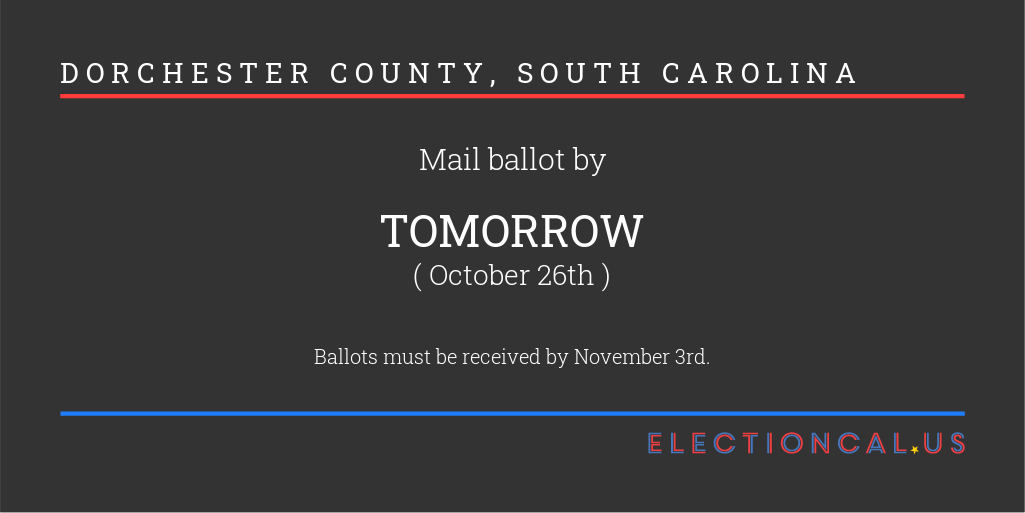 DORCHESTER COUNTY, SOUTH CAROLINA
Mail ballot by
TOMORROW
( October 26th )
Ballots must be received by November 3rd.
ELECTIONCAL.US